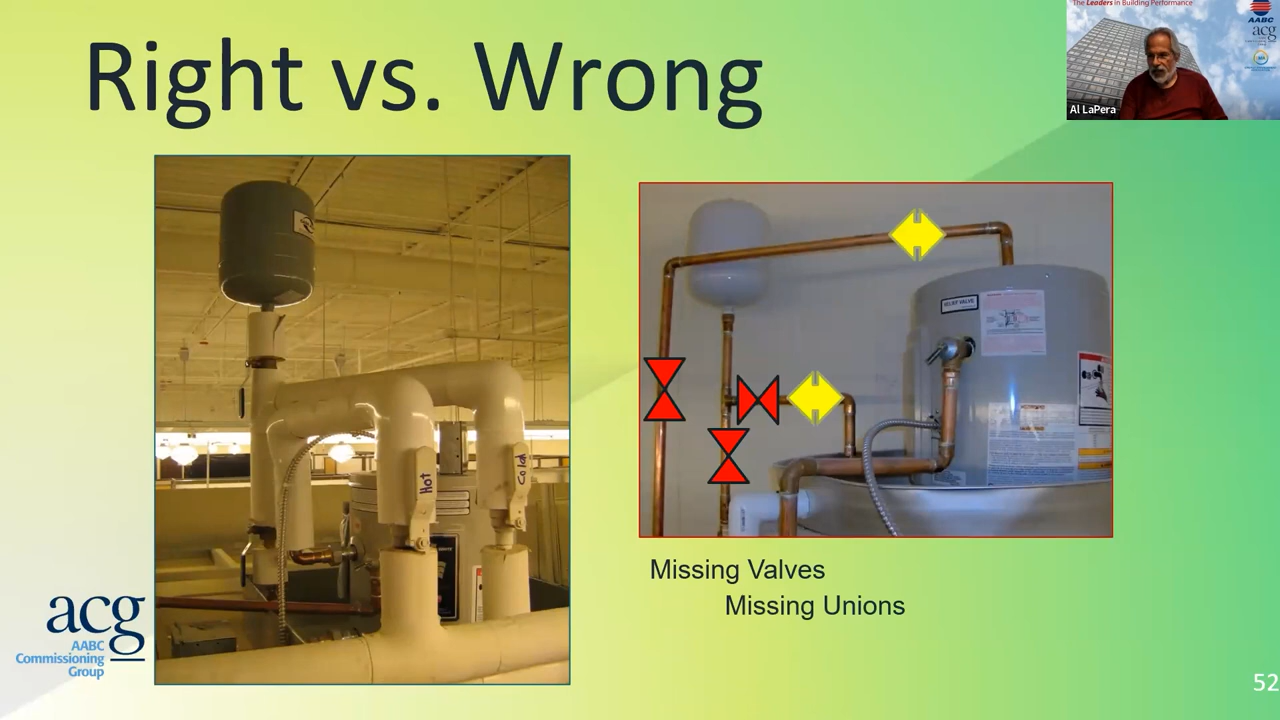 Right vs. Wrong
The Leaders in Building Performance
AABC
acg
Al LaPera
Hot
Cold
RELIEF VALVE
Missing Valves
Missing Unions
acg
AABC
Commissioning
Group
52